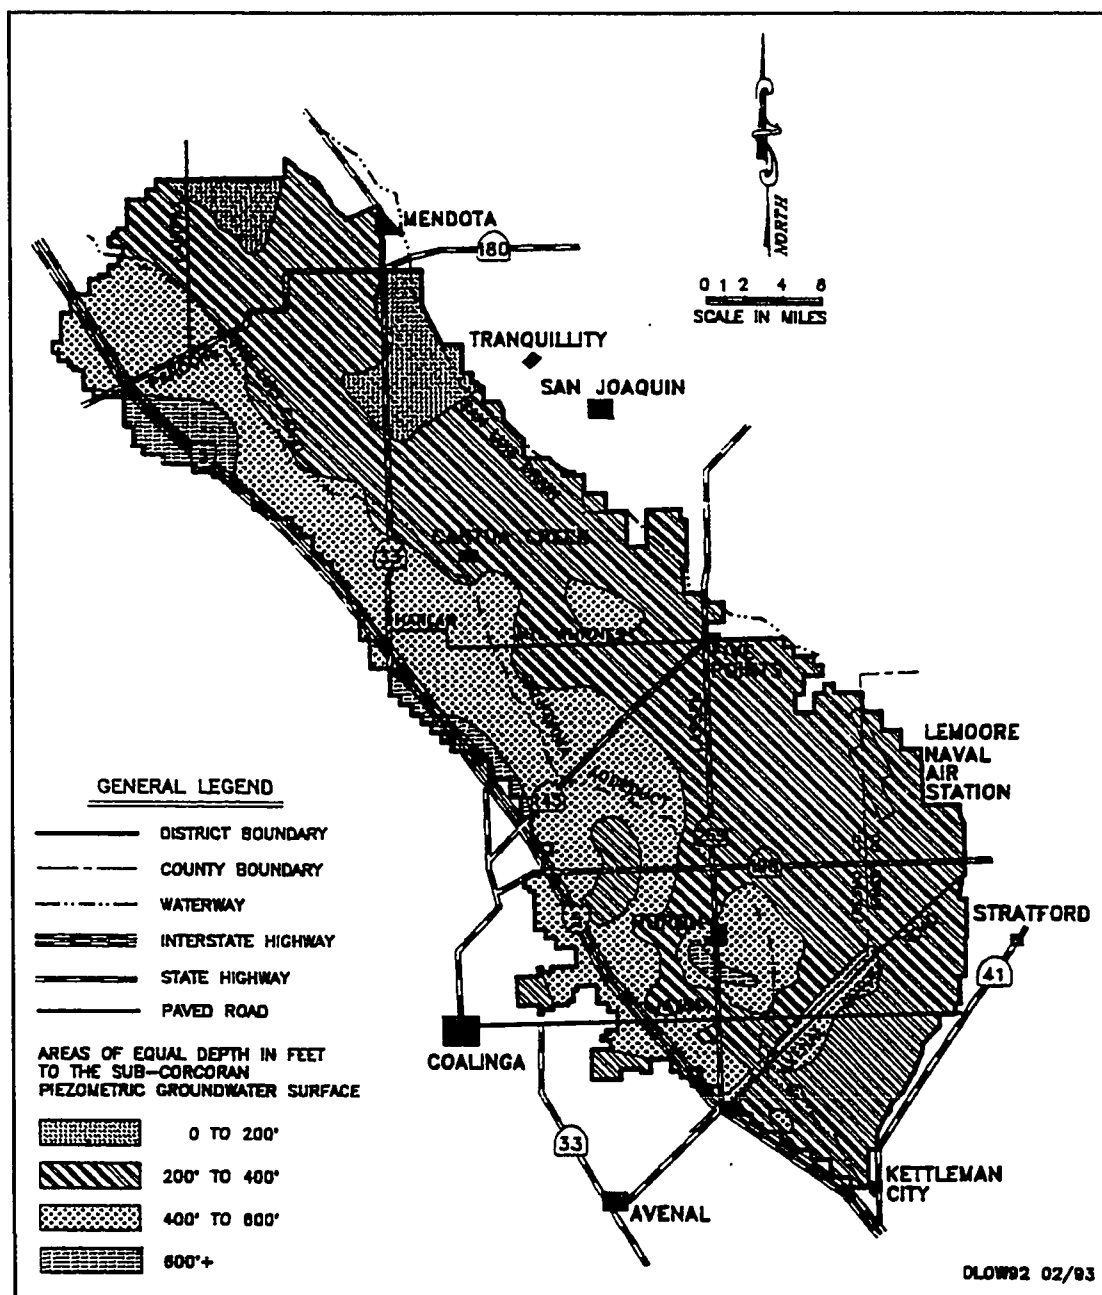 NORTH
0 1 2 4 8
SCALE IN MILES
MENDOTA
180
TRANQUILLITY
SAN JOAQUIN
33
FIVE
POINTS
LEMOORE
NAVAL
AIR
STATION
145
AQUEDUCT
STRATFORD
41
COALINGA
33
KETTLEMAN
CITY
AVENAL
GENERAL LEGEND
DISTRICT BOUNDARY
COUNTY BOUNDARY
WATERWAY
INTERSTATE HIGHWAY
STATE HIGHWAY
PAVED ROAD
AREAS OF EQUAL DEPTH IN FEET
TO THE SUB-CORCORAN
PIEZOMETRIC GROUNDWATER SURFACE
0 TO 200'
200' TO 400'
400' TO 600'
600'+
DLOW92 02/93